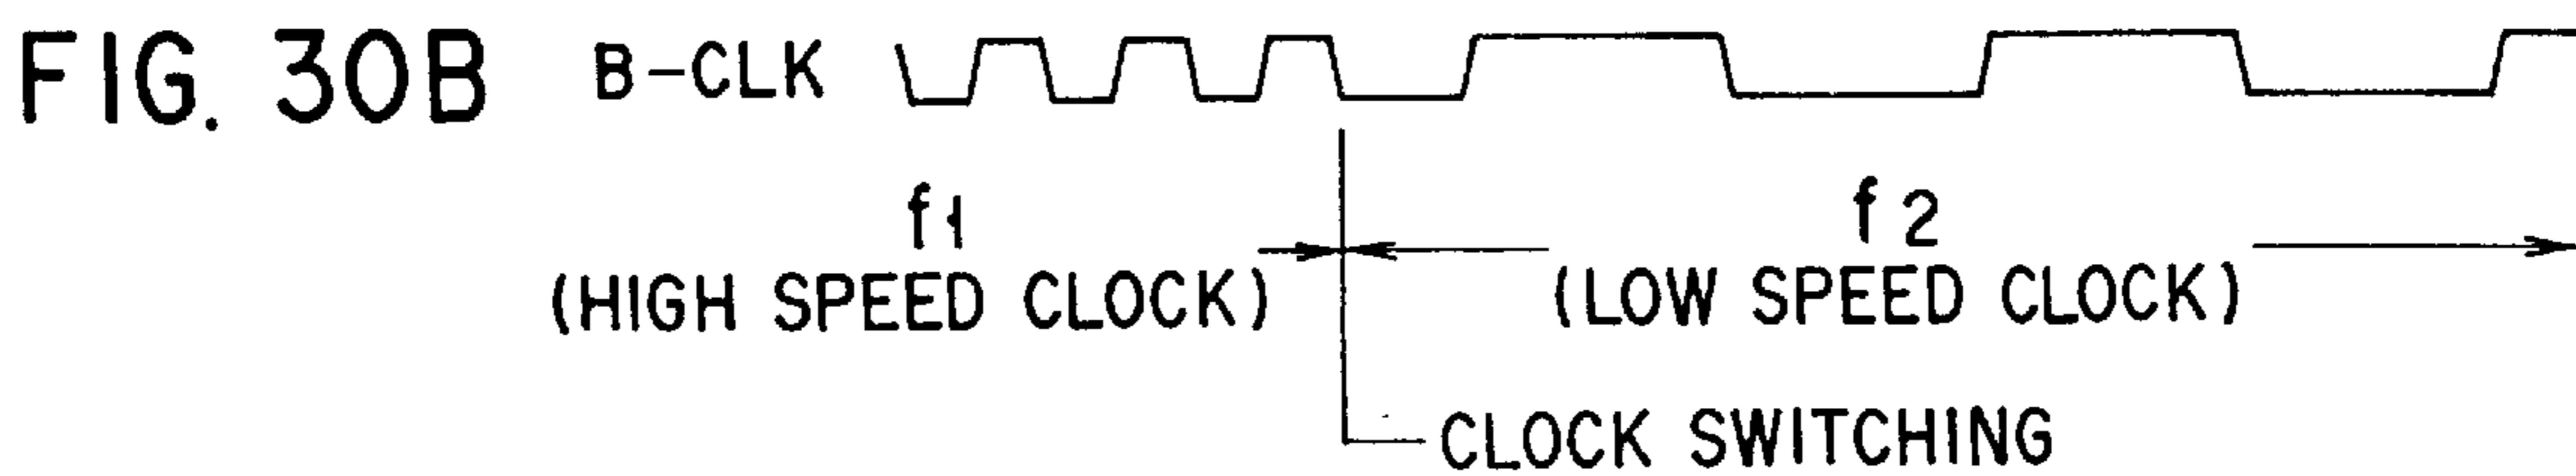 FIG. 30B B-CLK
f1 f2
(HIGH SPEED CLOCK) (LOW SPEED CLOCK)
CLOCK SWITCHING